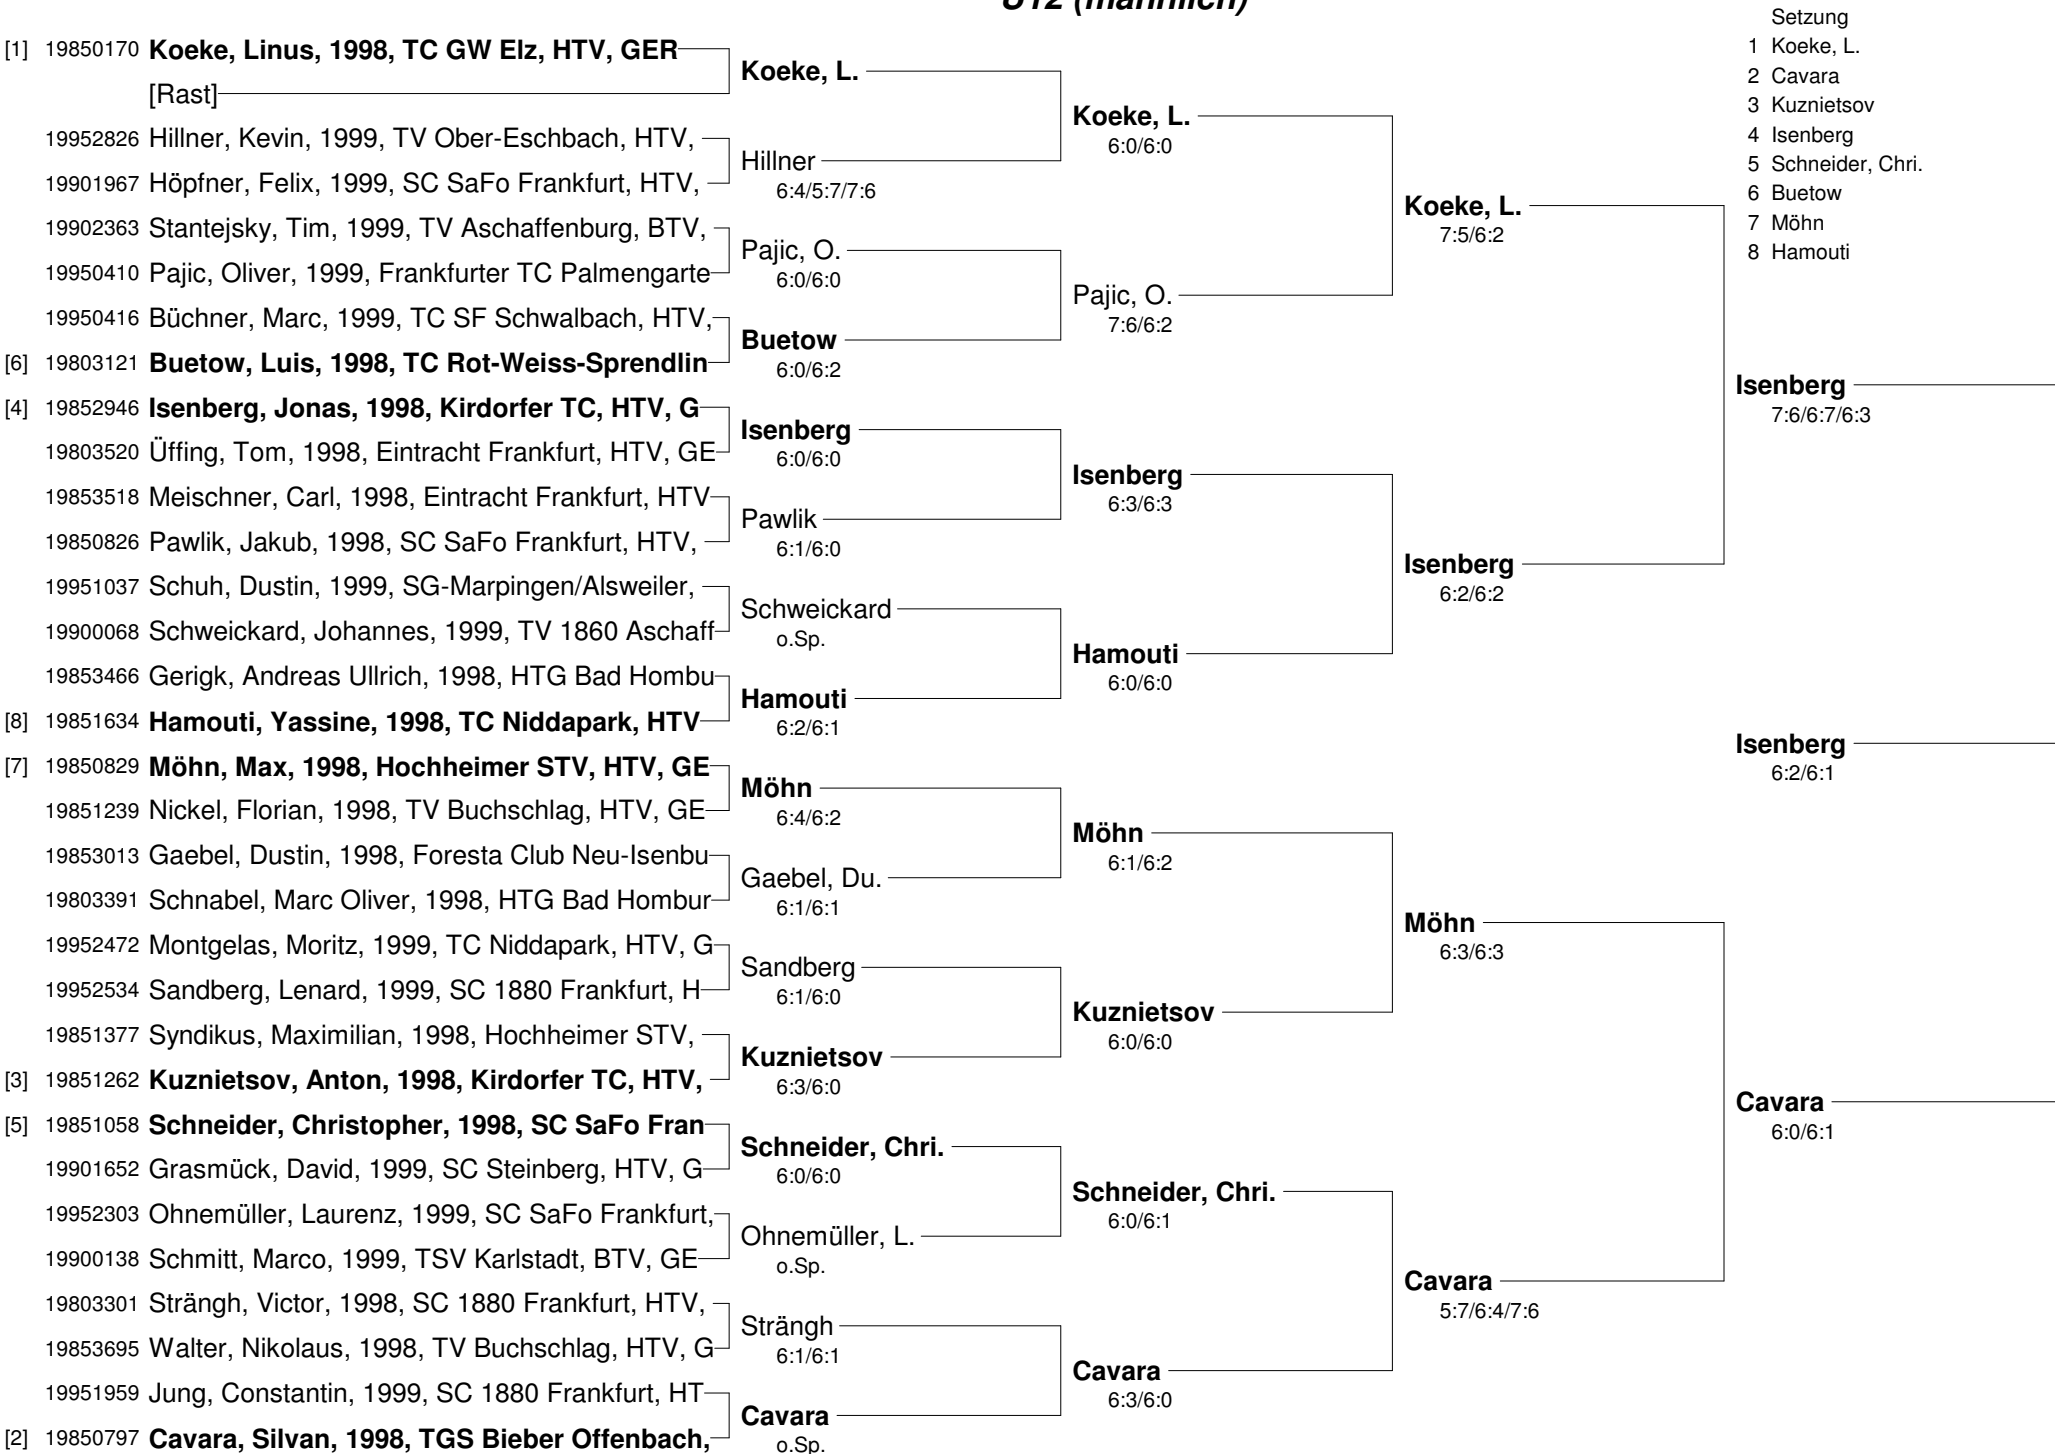 U12 (männlich)
Setzung
1 Koeke, L.
2 Cavara
3 Kuznietsov
4 Isenberg
5 Schneider, Chri.
6 Buetow
7 Möhn
8 Hamouti
[1] 19850170 Koeke, Linus, 1998, TC GW Elz, HTV, GER
[Rast]
19952826 Hillner, Kevin, 1999, TV Ober-Eschbach, HTV,
19901967 Höpfner, Felix, 1999, SC SaFo Frankfurt, HTV,
19902363 Stantejsky, Tim, 1999, TV Aschaffenburg, BTV,
19950410 Pajic, Oliver, 1999, Frankfurter TC Palmengarte
19950416 Büchner, Marc, 1999, TC SF Schwalbach, HTV,
[6] 19803121 Buetow, Luis, 1998, TC Rot-Weiss-Sprendlin
[4] 19852946 Isenberg, Jonas, 1998, Kirdorfer TC, HTV, G
19803520 Üffing, Tom, 1998, Eintracht Frankfurt, HTV, GE
19853518 Meischner, Carl, 1998, Eintracht Frankfurt, HTV
19850826 Pawlik, Jakub, 1998, SC SaFo Frankfurt, HTV,
19951037 Schuh, Dustin, 1999, SG-Marpingen/Alsweiler,
19900068 Schweickard, Johannes, 1999, TV 1860 Aschaff
19853466 Gerigk, Andreas Ullrich, 1998, HTG Bad Hombu
[8] 19851634 Hamouti, Yassine, 1998, TC Niddapark, HTV
[7] 19850829 Möhn, Max, 1998, Hochheimer STV, HTV, GE
19851239 Nickel, Florian, 1998, TV Buchschlag, HTV, GE
19853013 Gaebel, Dustin, 1998, Foresta Club Neu-Isenbu
19803391 Schnabel, Marc Oliver, 1998, HTG Bad Hombur
19952472 Montgelas, Moritz, 1999, TC Niddapark, HTV, G
19952534 Sandberg, Lenard, 1999, SC 1880 Frankfurt, H
19851377 Syndikus, Maximilian, 1998, Hochheimer STV,
[3] 19851262 Kuznietsov, Anton, 1998, Kirdorfer TC, HTV,
[5] 19851058 Schneider, Christopher, 1998, SC SaFo Fran
19901652 Grasmück, David, 1999, SC Steinberg, HTV, G
19952303 Ohnemüller, Laurenz, 1999, SC SaFo Frankfurt,
19900138 Schmitt, Marco, 1999, TSV Karlstadt, BTV, GE
19803301 Strängh, Victor, 1998, SC 1880 Frankfurt, HTV,
19853695 Walter, Nikolaus, 1998, TV Buchschlag, HTV, G
19951959 Jung, Constantin, 1999, SC 1880 Frankfurt, HT
[2] 19850797 Cavara, Silvan, 1998, TGS Bieber Offenbach,
Koeke, L.
Hillner
6:4/5:7/7:6
Pajic, O.
6:0/6:0
Buetow
6:0/6:2
Isenberg
6:0/6:0
Pawlik
6:1/6:0
Schweickard
o.Sp.
Hamouti
6:2/6:1
Möhn
6:4/6:2
Gaebel, Du.
6:1/6:1
Sandberg
6:1/6:0
Kuznietsov
6:3/6:0
Schneider, Chri.
6:0/6:0
Ohnemüller, L.
o.Sp.
Strängh
6:1/6:1
Cavara
o.Sp.
Koeke, L.
6:0/6:0
Pajic, O.
7:6/6:2
Isenberg
6:3/6:3
Hamouti
6:0/6:0
Möhn
6:1/6:2
Kuznietsov
6:0/6:0
Schneider, Chri.
6:0/6:1
Cavara
6:3/6:0
Koeke, L.
7:5/6:2
Isenberg
6:2/6:2
Möhn
6:3/6:3
Cavara
5:7/6:4/7:6
Isenberg
7:6/6:7/6:3
Isenberg
6:2/6:1
Cavara
6:0/6:1